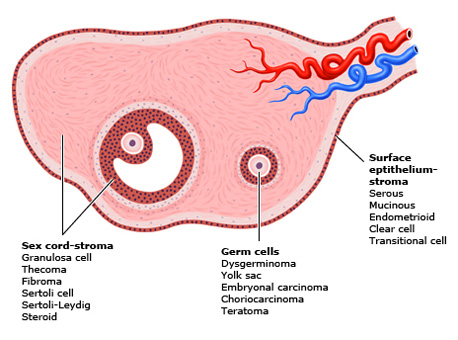 Surface
eptithelium-
stroma
Serous
Mucinous
Endometrioid
Clear cell
Transitional cell
Sex cord-stroma
Granulosa cell
Thecoma
Fibroma
Sertoli cell
Sertoli-Leydig
Steroid
Germ cells
Dysgerminoma
Yolk sac
Embryonal carcinoma
Choriocarcinoma
Teratoma